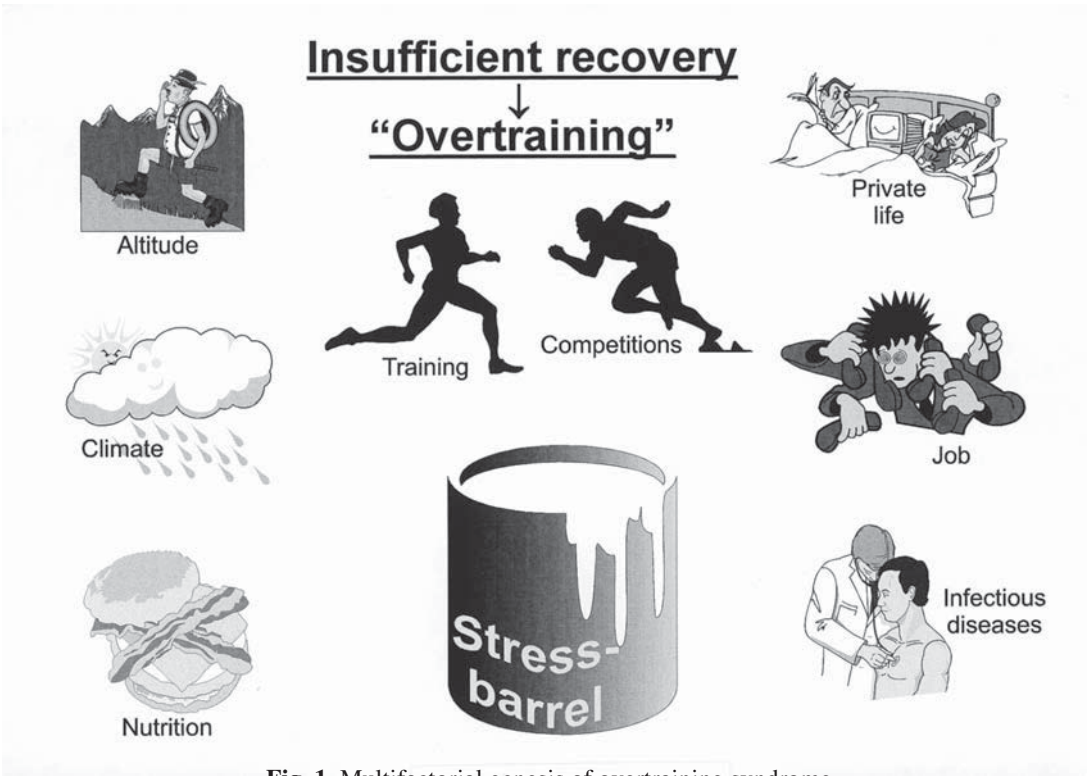 Insufficient recovery
↓
“Overtraining”
Altitude
Private
life
Training
Competitions
Climate
Job
Stress-
barrel
Infectious
diseases
Nutrition
Fig. 1. Multifactorial genesis of overtraining syndrome